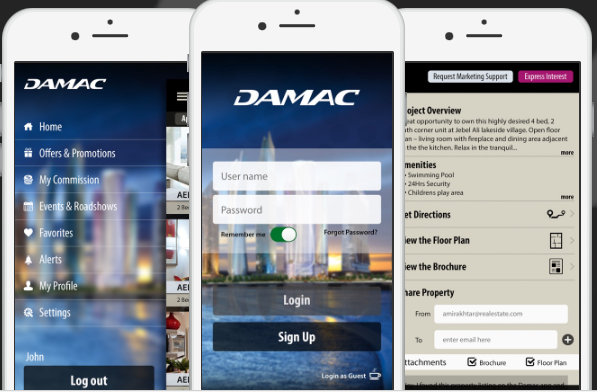 DAMAC
Home
Offers & Promotions
My Commission
Events & Roadshows
Favorites
Alerts
My Profile
Settings
John
Log out
AED
2 Bed
DAMAC
User name
Password
Remember me
Forgot Password?
Login
Sign Up
Login as Guest
Request Marketing Support
Express Interest
oject Overview
opportunity to own this highly desired 4 bed, 2
th corner unit at Jebel Ali lakeside village. Open floor
an – living room with fireplace and dining area adjacent
the the kitchen. Relax in the tranquil...
more
menities
• Swimming Pool
• 24Hrs Security
• Childrens play area
more
et Directions
iew the Floor Plan
iew the Brochure
hare Property
From
amirakhtar@realestate.com
To
enter email here
ttachments
Brochure
Floor Plan